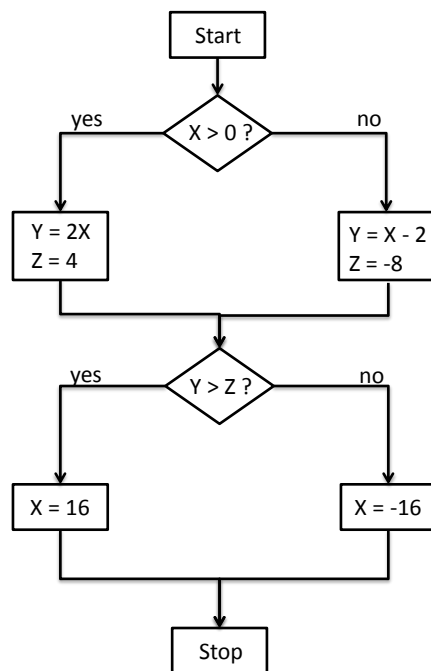 Start
yes
no
X > 0 ?
Y = 2X
Z = 4
Y = X - 2
Z = -8
yes
no
Y > Z ?
X = 16
X = -16
Stop